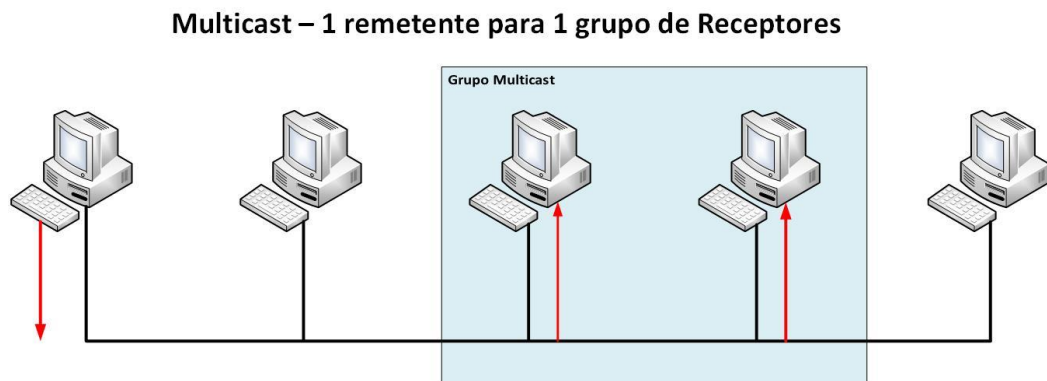 Multicast – 1 remetente para 1 grupo de Receptores
Grupo Multicast